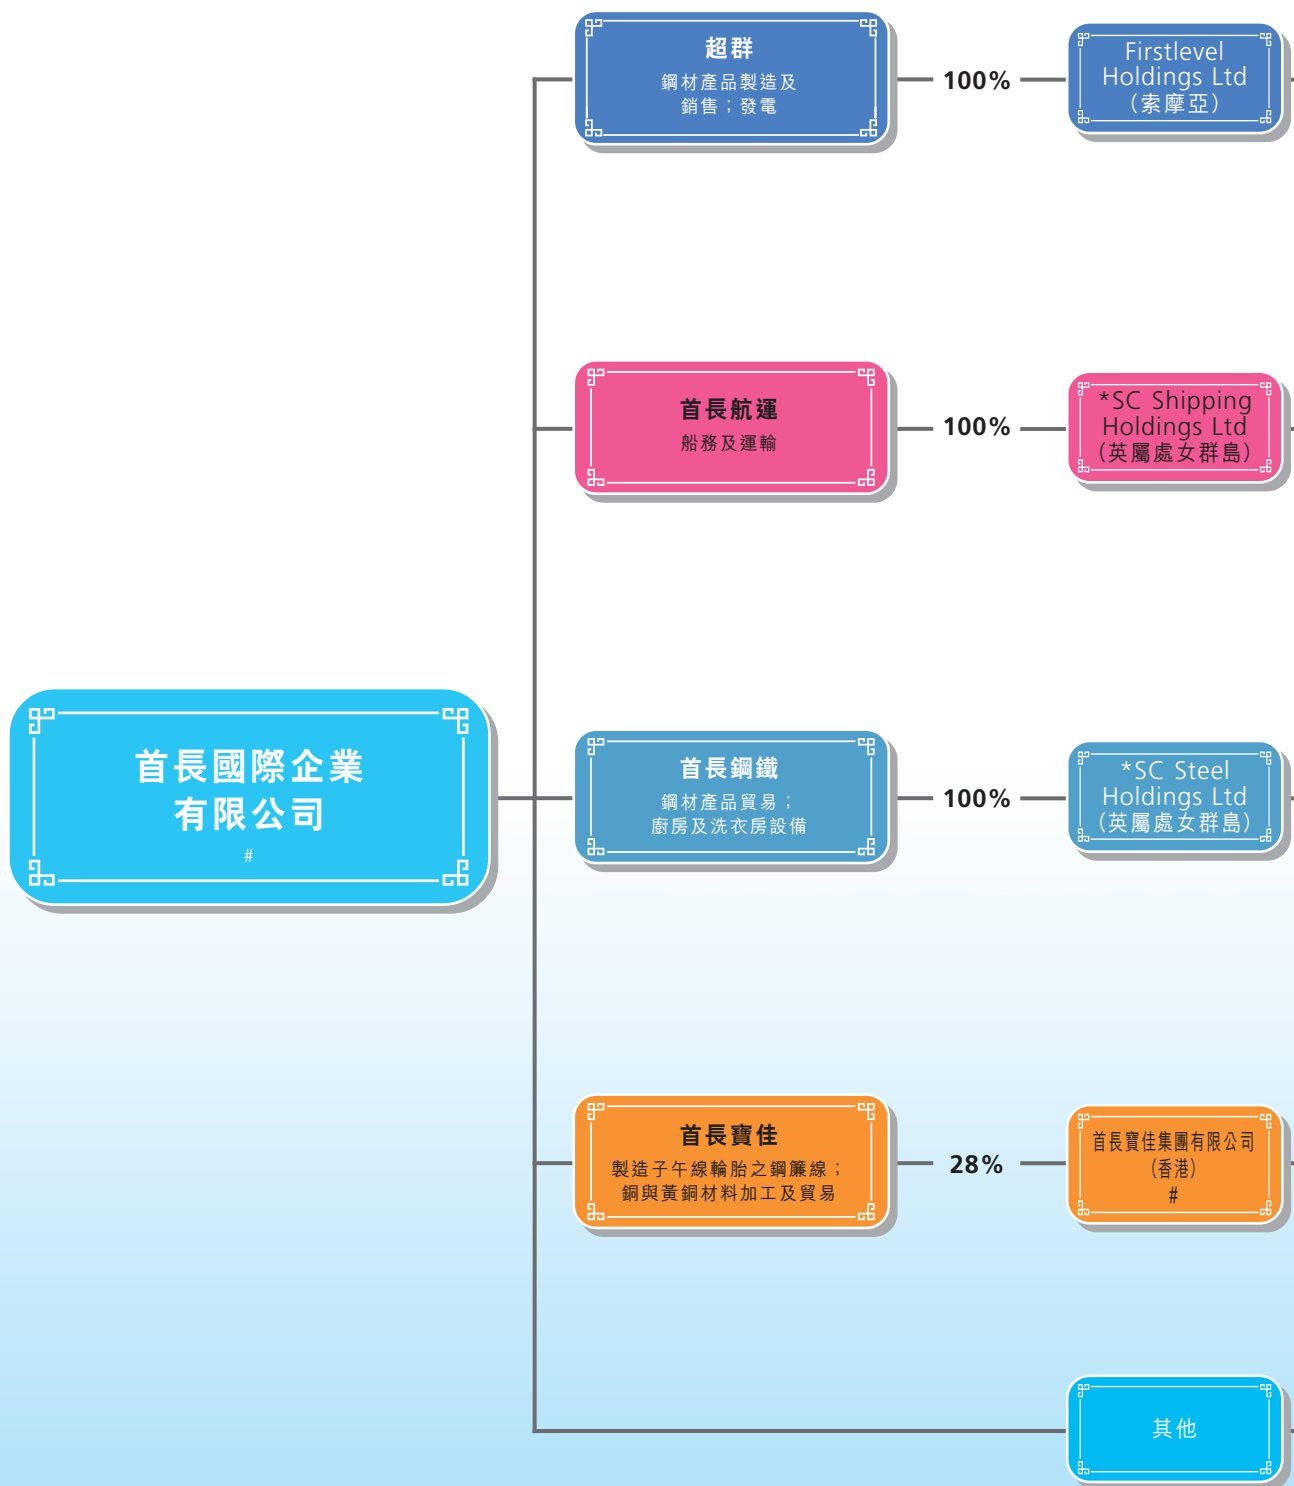 超群
鋼材產品製造及
銷售；發電
100%
Firstlevel
Holdings Ltd
(索摩亞)
首長航運
船務及運輸
100%
*SC Shipping
Holdings Ltd
(英屬處女群島)
首長國際企業
有限公司
#
首長鋼鐵
鋼材產品貿易；
廚房及洗衣房設備
100%
*SC Steel
Holdings Ltd
(英屬處女群島)
首長寶佳
製造子午線輪胎之鋼簾線；
銅與黃銅材料加工及貿易
28%
首長寶佳集團有限公司
(香港)
#
其他